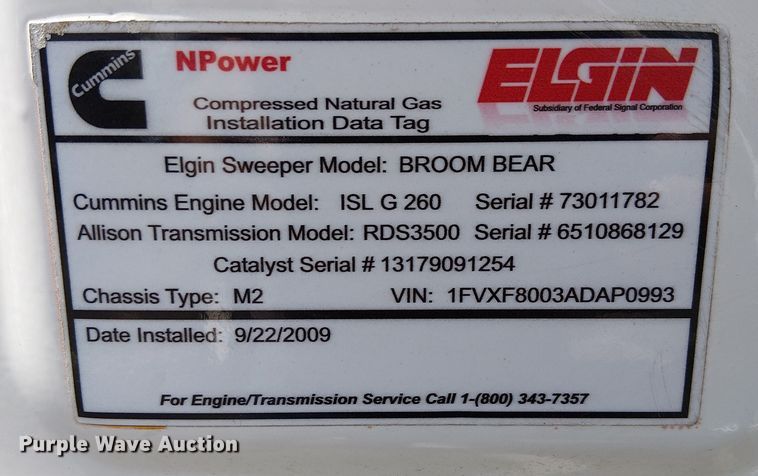 Cummins
NPower
ELGIN
Subsidiary of Federal Signal Corporation
Compressed Natural Gas
Installation Data Tag
Elgin Sweeper Model: BROOM BEAR
Cummins Engine Model: ISL G 260 Serial # 73011782
Allison Transmission Model: RDS3500 Serial # 6510868129
Catalyst Serial # 13179091254
Chassis Type: M2 VIN: 1FVXF8003ADAP0993
Date Installed: 9/22/2009
For Engine/Transmission Service Call 1-(800) 343-7357
Purple Wave Auction